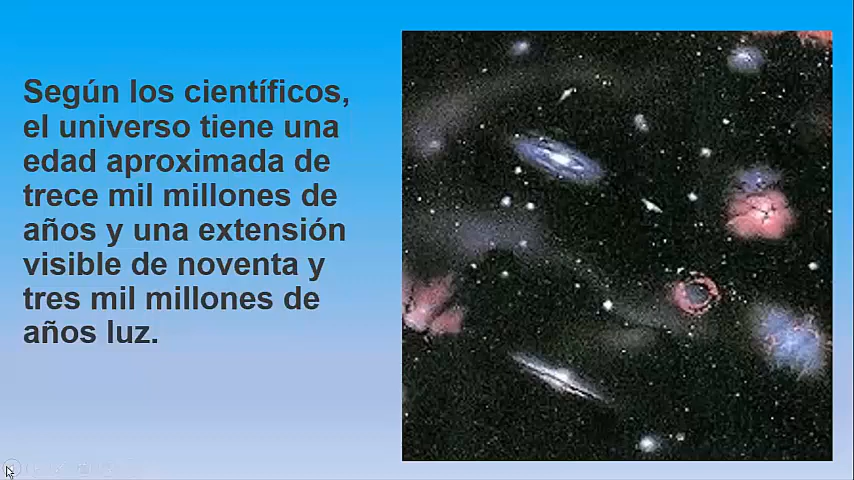 Según los científicos,
el universo tiene una
edad aproximada de
trece mil millones de
años y una extensión
visible de noventa y
tres mil millones de
años luz.